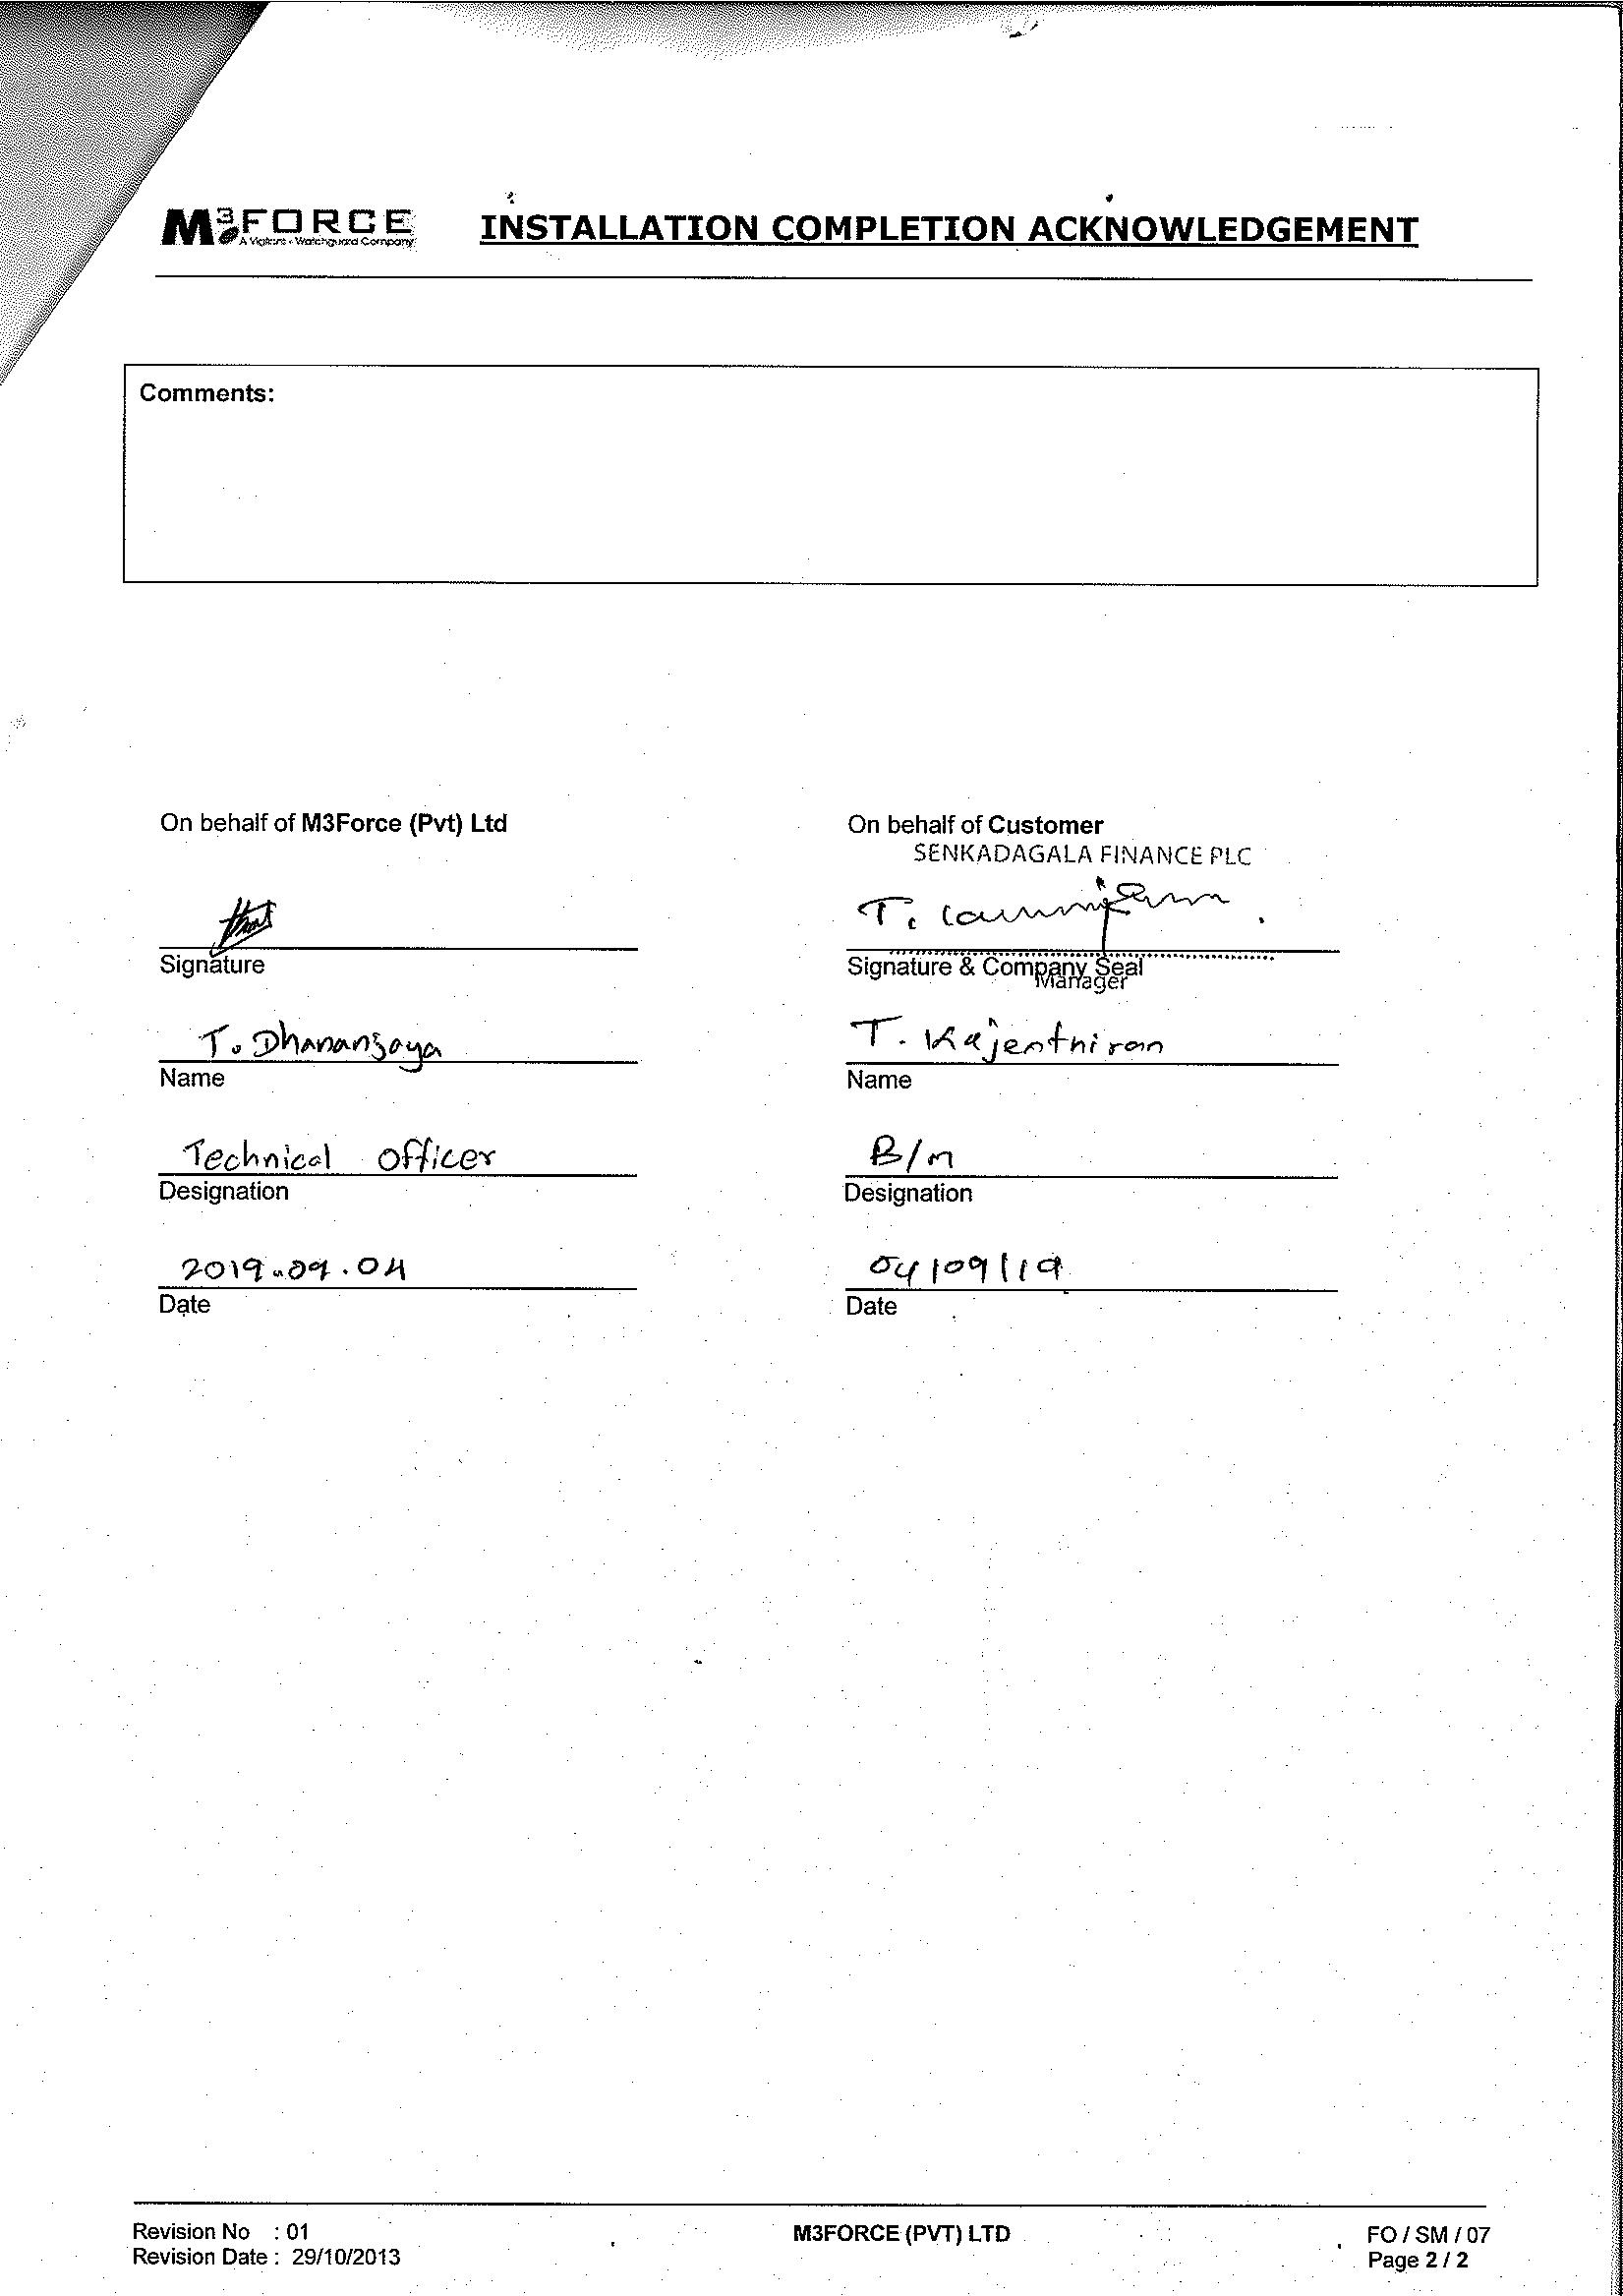 M3FORCE
A Vigilant - Watchguard Company
INSTALLATION COMPLETION ACKNOWLEDGEMENT
Comments:
On behalf of M3Force (Pvt) Ltd
Signature
T. Dhananjaya
Name
Technical officer
Designation
2019.09.04
Date
On behalf of Customer
SENKADAGALA FINANCE PLC
Signature & Company Seal
Manager
T. Kajenthiran
Name
B/m
Designation
04/09/19
Date
Revision No : 01
Revision Date : 29/10/2013
M3FORCE (PVT) LTD
FO / SM / 07
Page 2 / 2